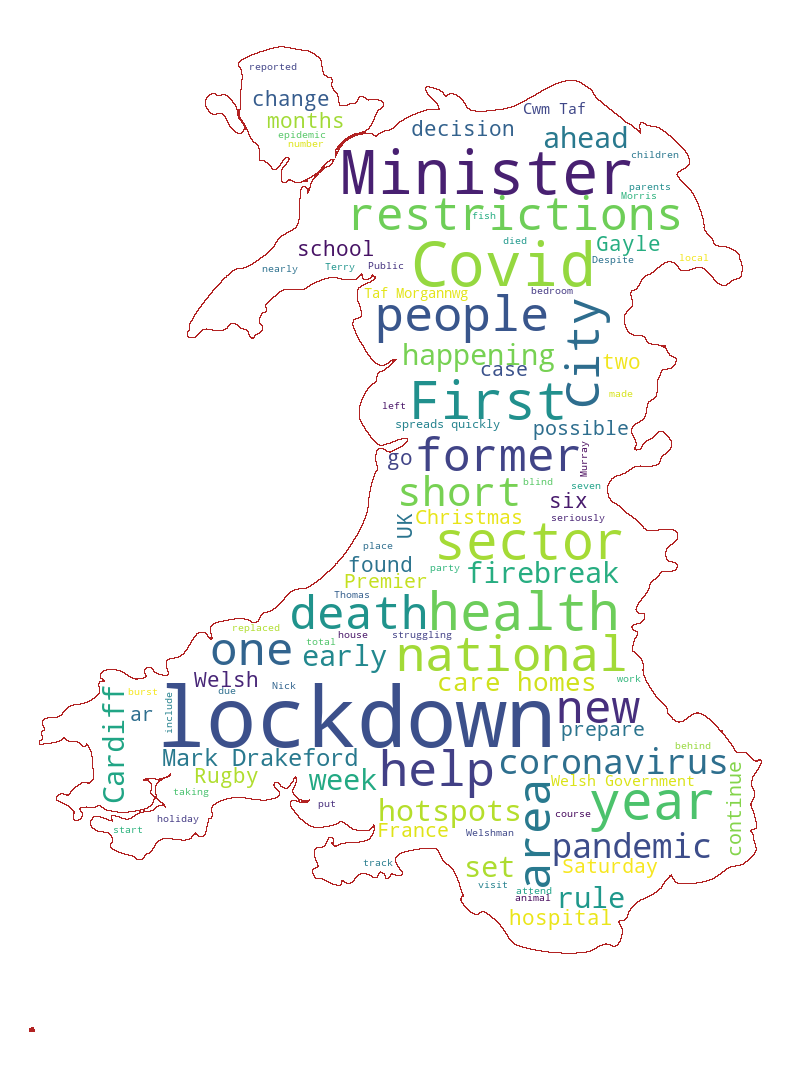 reported
change
months
epidemic
number
Cwm Taf
decision
ahead
Minister
children
parents
Morris
restrictions
fish
school
died
Gayle
Covid
nearly
Terry
Public
Despite
local
Taf Morgannwg
bedroom
people
City
happening
case
two
First
left
made
spreads quickly
possible
go
former
Murray
short
blind
seven
six
UK
Christmas
seriously
sector
place
found
party
firebreak
Premier
Thomas
death
health
replaced
total
house
struggling
one
early
national
Welsh
Nick
care homes
work
Cardiff
burst
due
ar
include
lockdown
new
prepare
behind
Mark Drakeford
Rugby
week
help
coronavirus
Welsh Government
continue
taking
holiday
start
put
hotspots
France
Welshman
area
course
year
pandemic
track
set
Saturday
visit
attend
animal
rule
hospital